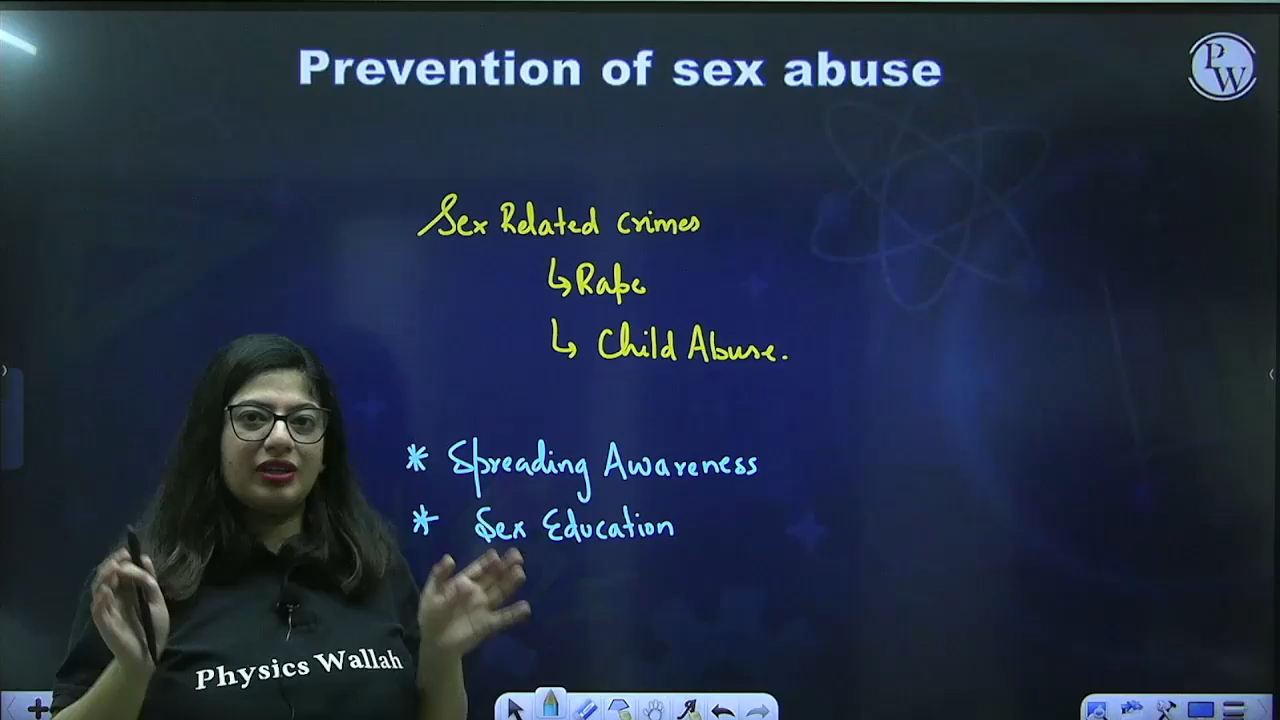 Prevention of sex abuse
PW
Sex Related Crimes
↳ Rape
↳ Child Abuse.
* Spreading Awareness
* Sex Education
Physics Wallah